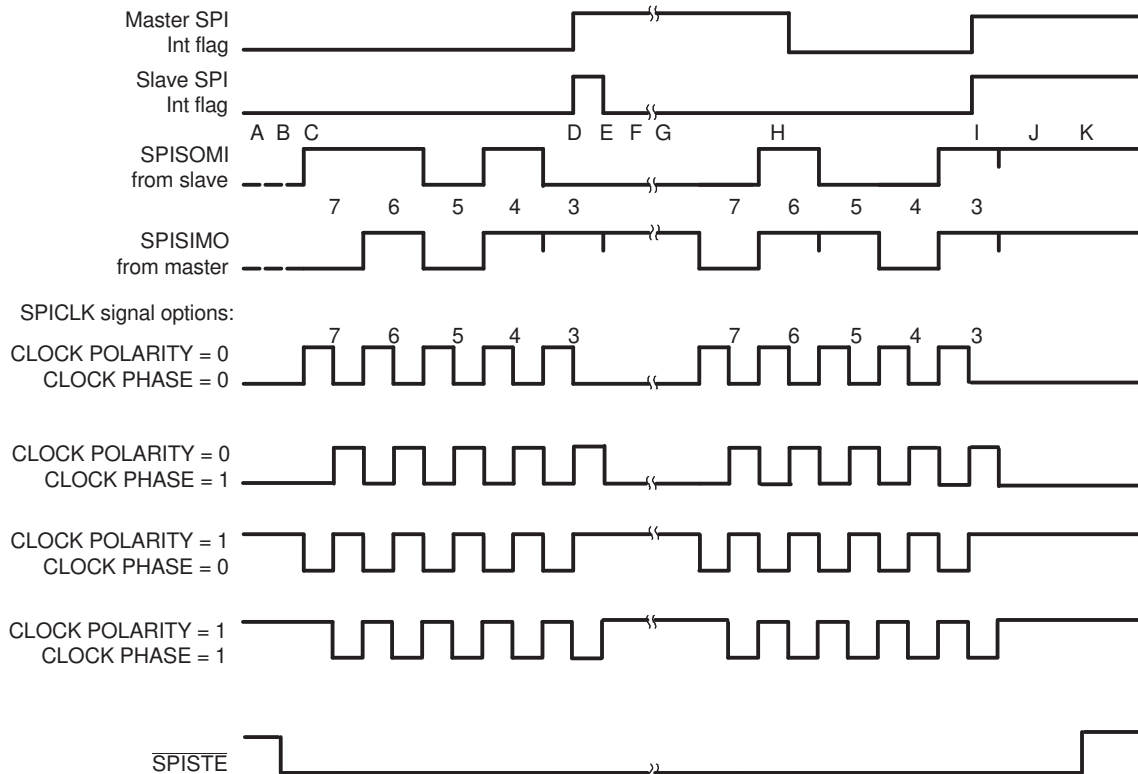 Master SPI
Int flag
Slave SPI
Int flag
A B C D E F G H I J K
SPISOMI
from slave
7 6 5 4 3 7 6 5 4 3
SPISIMO
from master
SPICLK signal options:
7 6 5 4 3 7 6 5 4 3
CLOCK POLARITY = 0
CLOCK PHASE = 0
CLOCK POLARITY = 0
CLOCK PHASE = 1
CLOCK POLARITY = 1
CLOCK PHASE = 0
CLOCK POLARITY = 1
CLOCK PHASE = 1
SPISTE